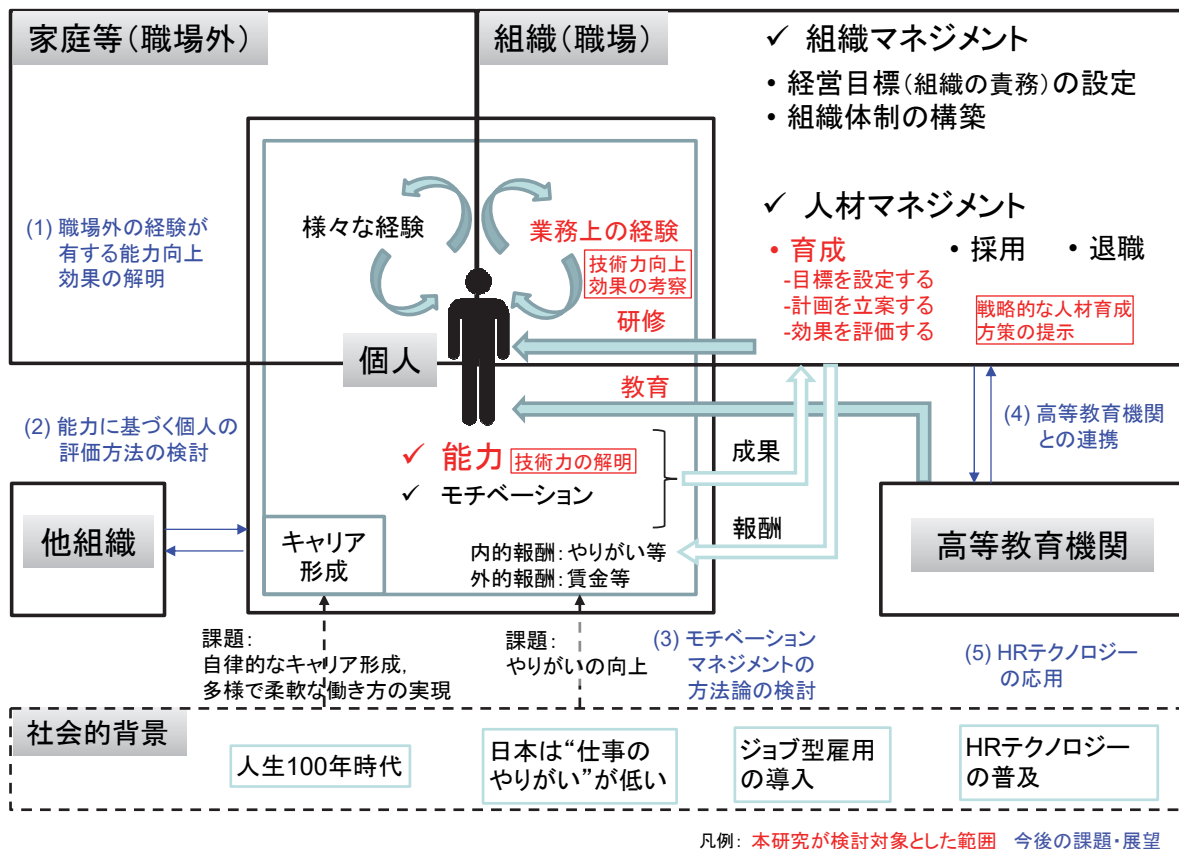 家庭等(職場外)
組織(職場)
✓ 組織マネジメント
・経営目標(組織の責務)の設定
・組織体制の構築
(1) 職場外の経験が
有する能力向上
効果の解明
様々な経験
業務上の経験
技術力向上
効果の考察
✓ 人材マネジメント
・育成
-目標を設定する
-計画を立案する
-効果を評価する
・採用
・退職
戦略的な人材育成
方策の提示
研修
個人
教育
(2) 能力に基づく個人の
評価方法の検討
✓ 能力
技術力の解明
✓ モチベーション
成果
(4) 高等教育機関
との連携
他組織
キャリア
形成
内的報酬：やりがい等
外的報酬：賃金等
報酬
高等教育機関
課題：
自律的なキャリア形成，
多様で柔軟な働き方の実現
課題：
やりがいの向上
(3) モチベーション
マネジメントの
方法論の検討
(5) HRテクノロジー
の応用
社会的背景
人生100年時代
日本は“仕事の
やりがい”が低い
ジョブ型雇用
の導入
HRテクノロジー
の普及
凡例： 本研究が検討対象とした範囲 今後の課題・展望